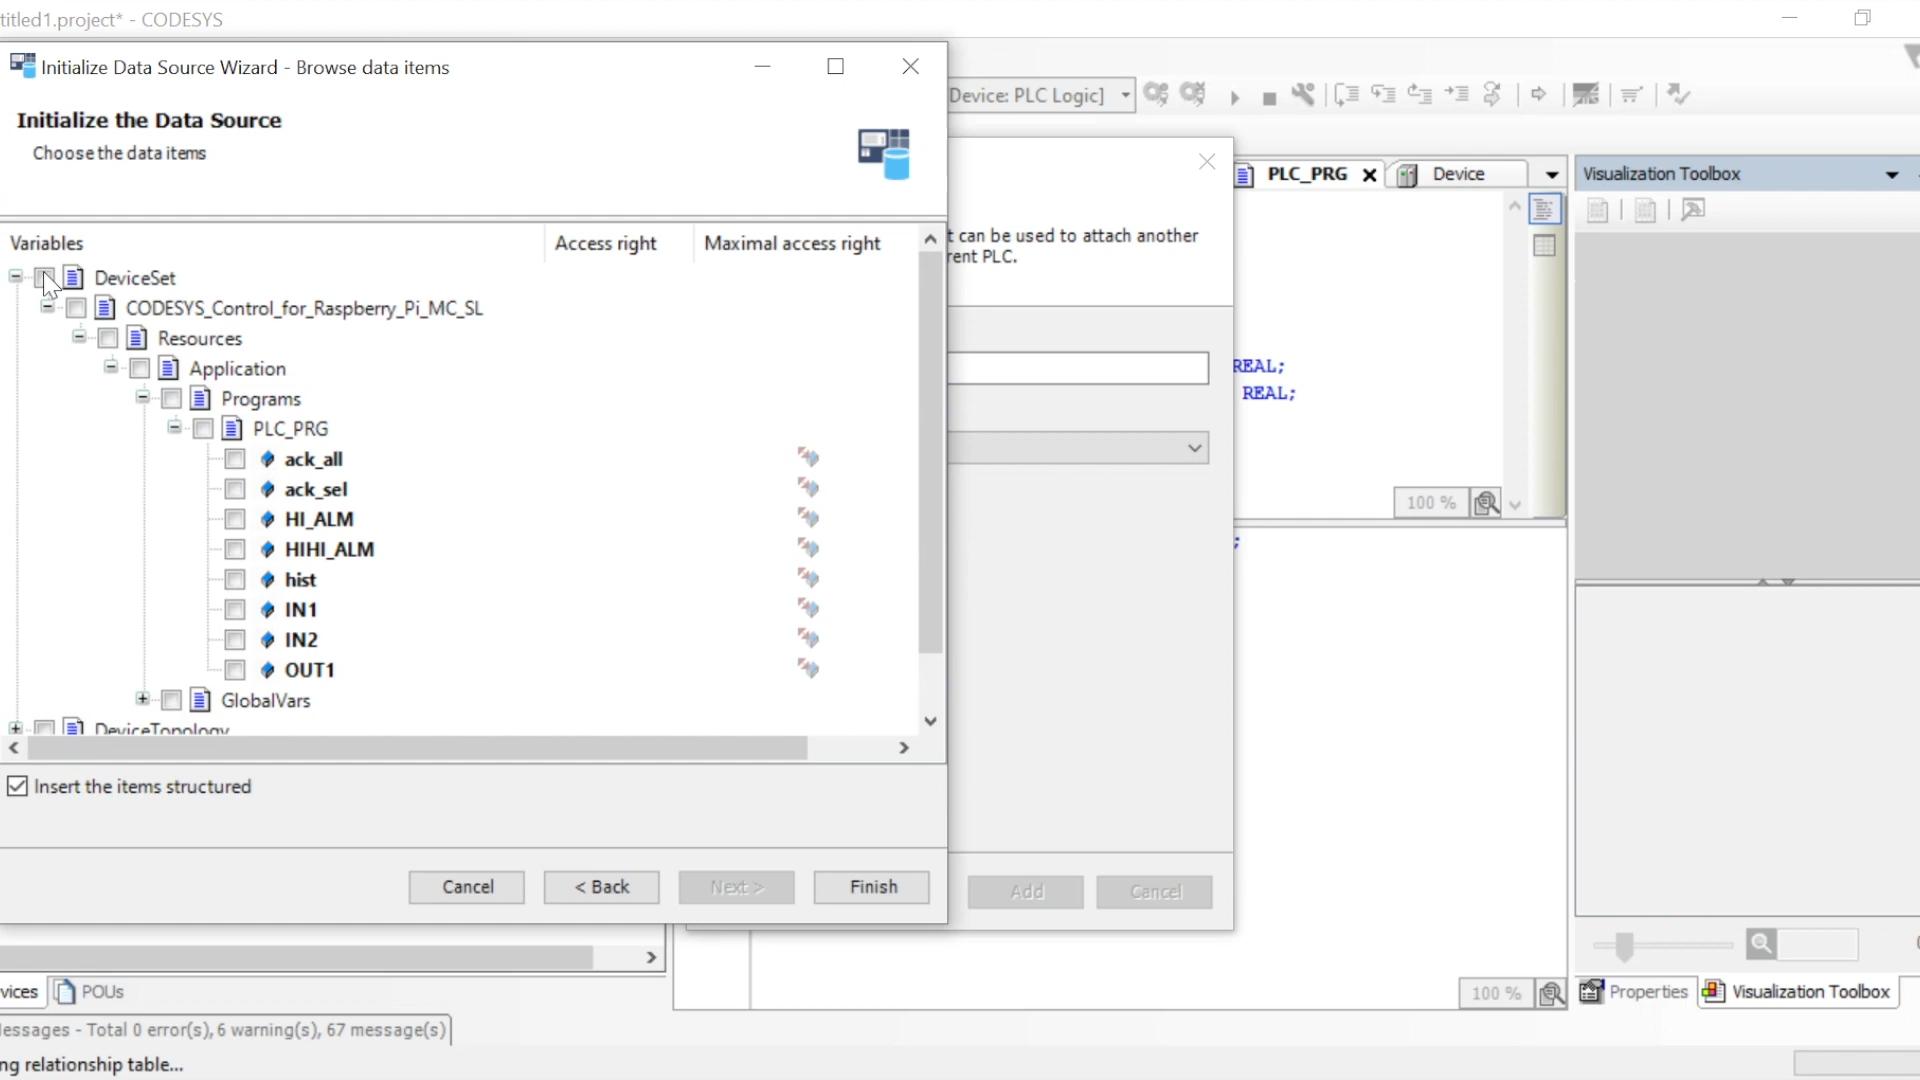 titled1.project* - CODESYS
Initialize Data Source Wizard - Browse data items
Initialize the Data Source
Choose the data items
Variables
Access right
Maximal access right
DeviceSet
CODESYS_Control_for_Raspberry_Pi_MC_SL
Resources
Application
Programs
PLC_PRG
ack_all
ack_sel
HI_ALM
HIHI_ALM
hist
IN1
IN2
OUT1
GlobalVars
DeviceTopology
Insert the items structured
Cancel
< Back
Next >
Finish
Device: PLC Logic]
t can be used to attach another
rent PLC.
Add
Cancel
PLC_PRG
Device
REAL;
REAL;
100 %
;
100 %
Visualization Toolbox
Properties
Visualization Toolbox
vices
POUs
essages - Total 0 error(s), 6 warning(s), 67 message(s)
ng relationship table...